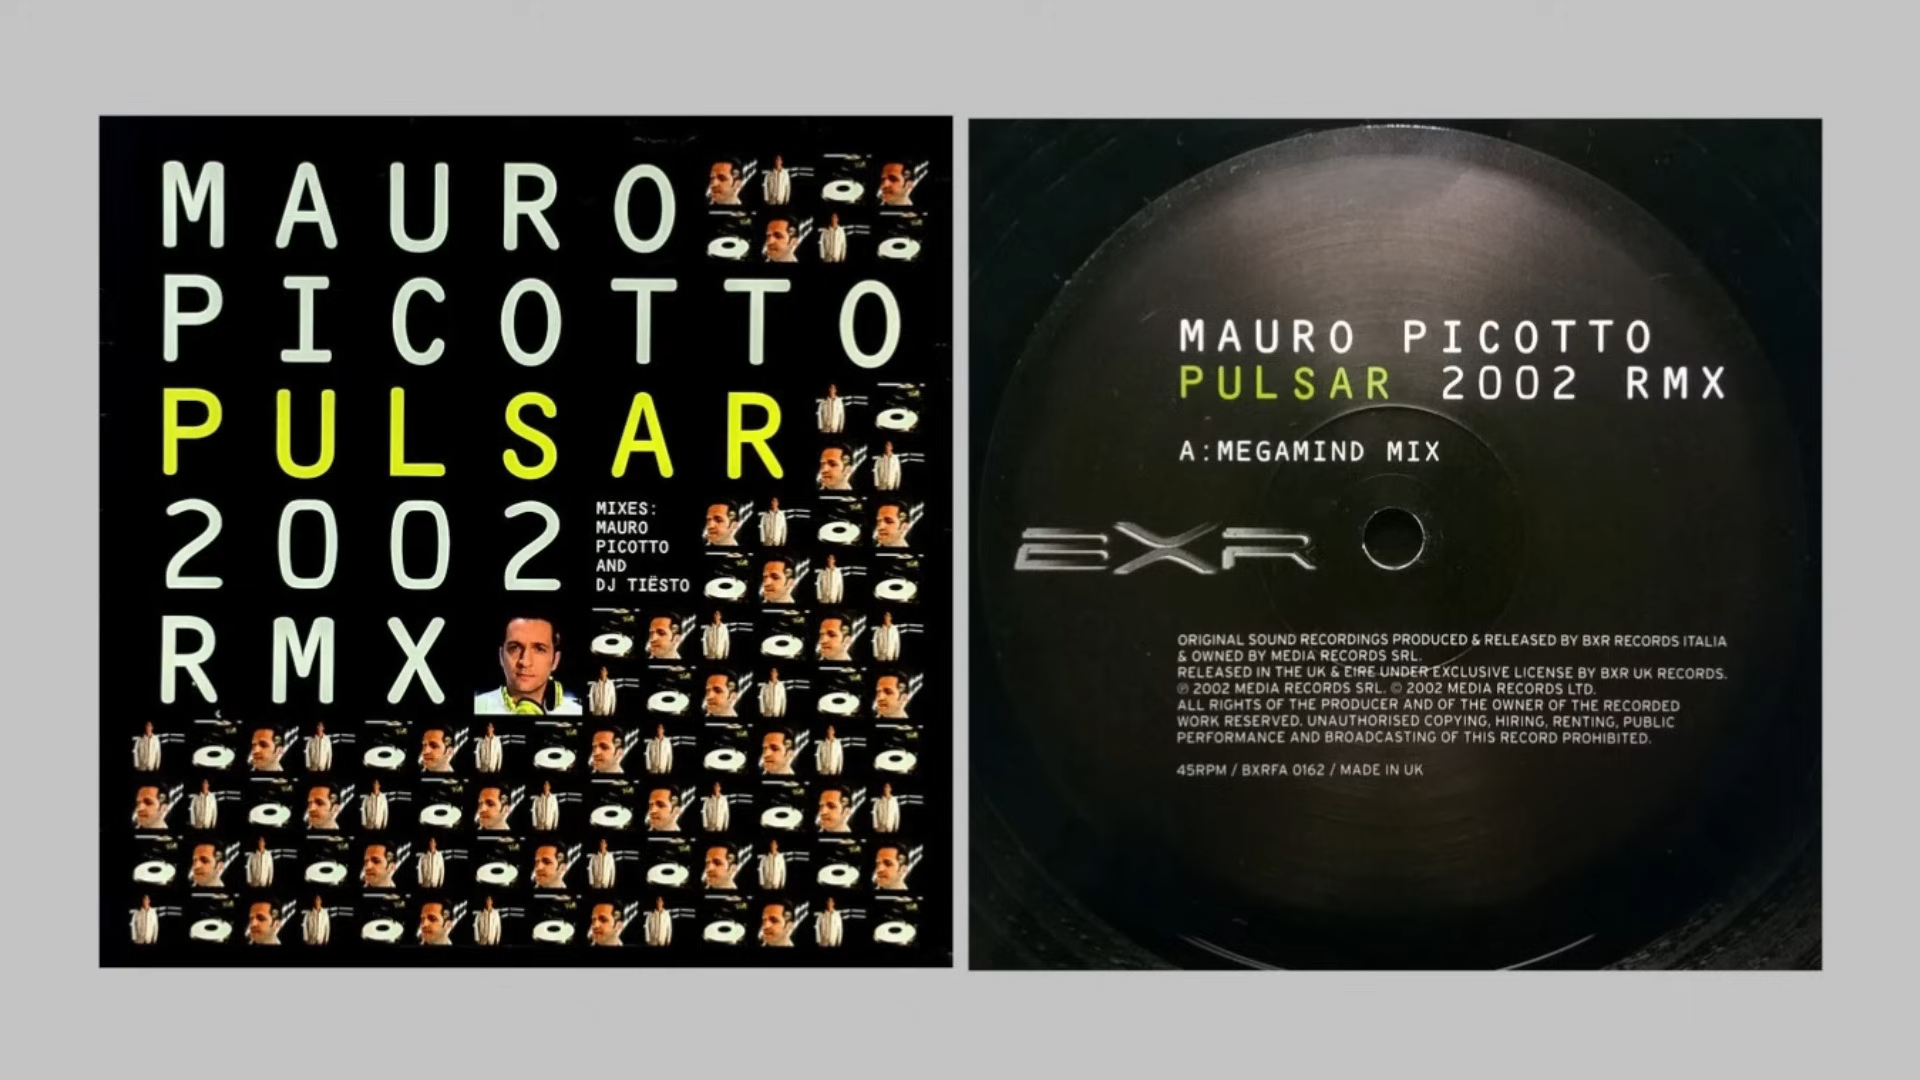 MAURO
PICOTTO
PULSAR
2002
MIXES:
MAURO
PICOTTO
AND
DJ TIËSTO
RMX
MAURO PICOTTO
PULSAR 2002 RMX
A:MEGAMIND MIX
BXR
ORIGINAL SOUND RECORDINGS PRODUCED & RELEASED BY BXR RECORDS ITALIA
& OWNED BY MEDIA RECORDS SRL.
RELEASED IN THE UK & EIRE UNDER EXCLUSIVE LICENSE BY BXR UK RECORDS.
℗ 2002 MEDIA RECORDS SRL. © 2002 MEDIA RECORDS LTD.
ALL RIGHTS OF THE PRODUCER AND OF THE OWNER OF THE RECORDED
WORK RESERVED. UNAUTHORISED COPYING, HIRING, RENTING, PUBLIC
PERFORMANCE AND BROADCASTING OF THIS RECORD PROHIBITED.
45RPM / BXRFA 0162 / MADE IN UK